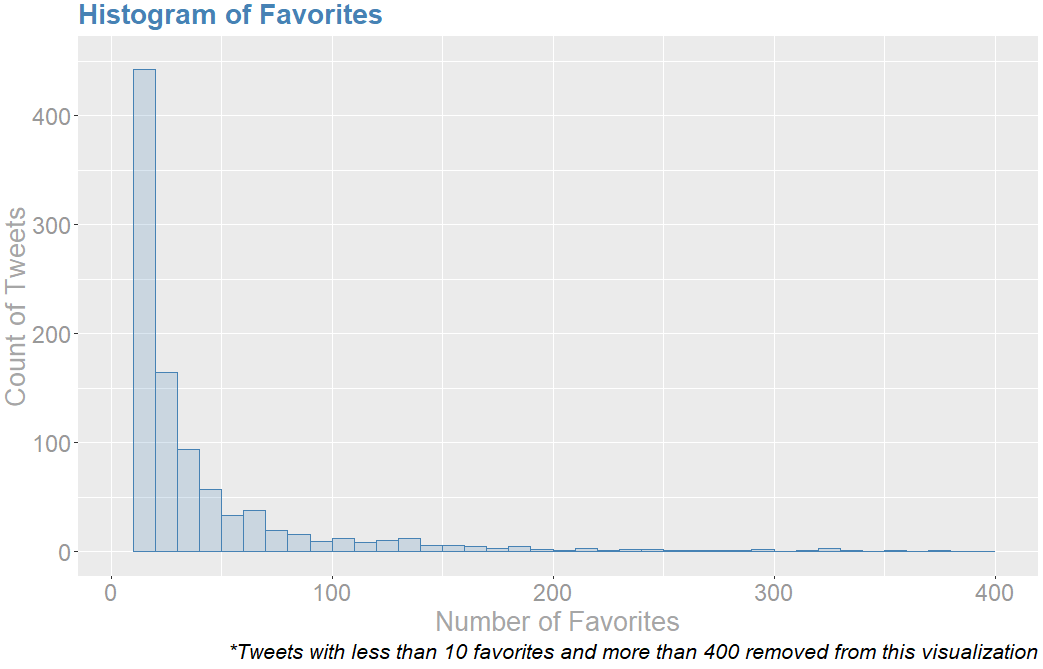 Histogram of Favorites
Count of Tweets
400
300
200
100
0
0 100 200 300 400
Number of Favorites
*Tweets with less than 10 favorites and more than 400 removed from this visualization